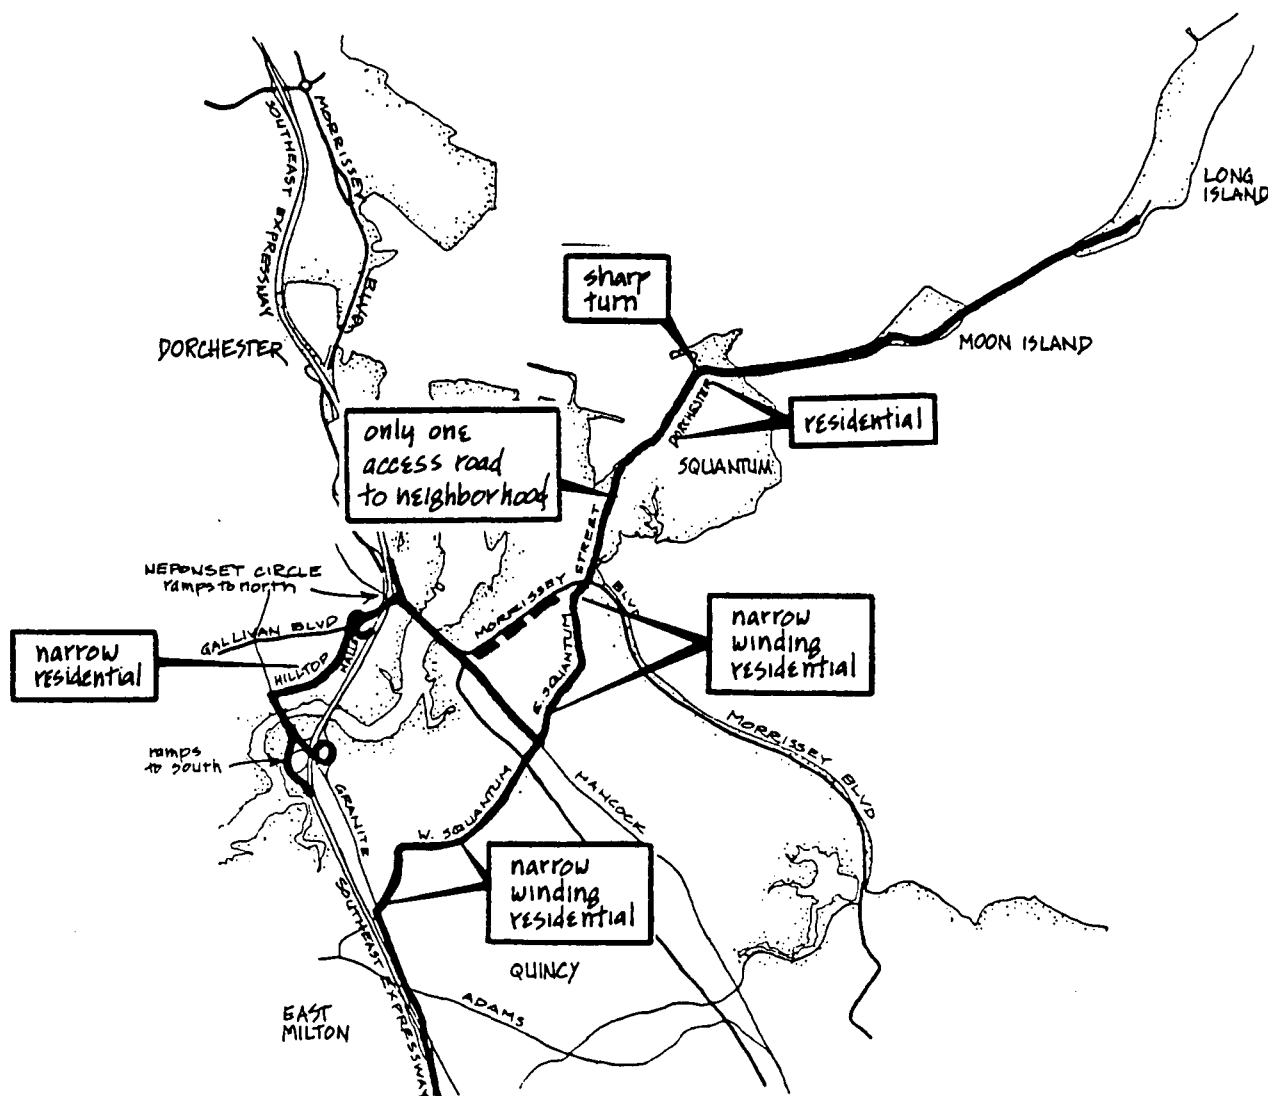 SOUTHEAST EXPRESSWAY
MORRISSEY
BLVD
LONG
ISLAND
sharp
turn
MOON ISLAND
DORCHESTER
residential
DORCHESTER
SQUANTUM
only one
access road
to neighborhood
STREET
NEPONSET CIRCLE
ramps to north
MORRISSEY
BLVD
GALLIVAN BLVD
narrow
winding
residential
narrow
residential
HILLTOP
E. SQUANTUM
MORRISSEY BLVD
ramps
to south
GRANITE
W. SQUANTUM
HANCOCK
narrow
winding
residential
SOUTHEAST EXPRESSWAY
QUINCY
ADAMS
EAST
MILTON